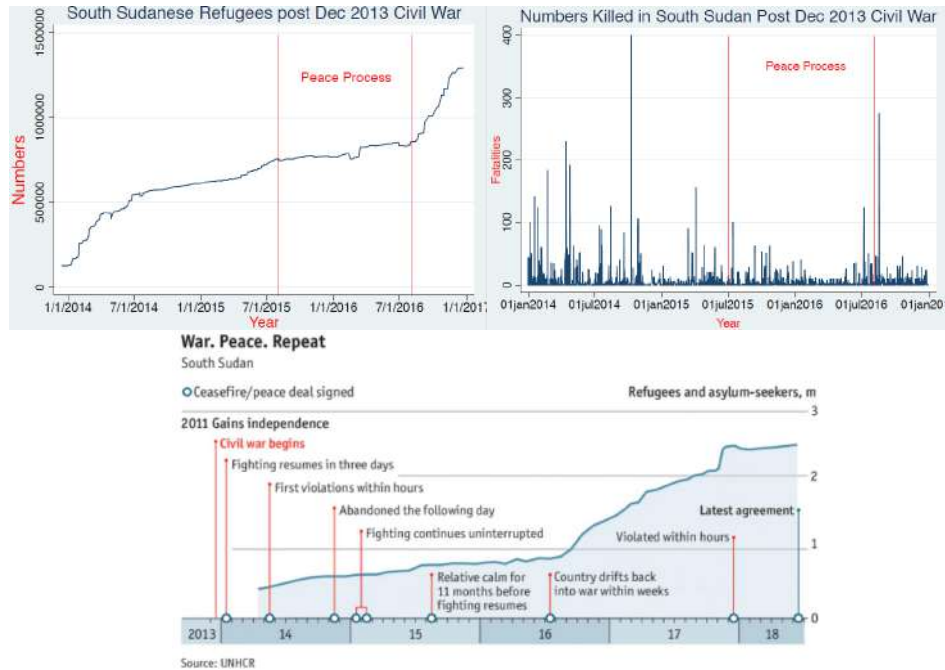 South Sudanese Refugees post Dec 2013 Civil War
1500000
1000000
500000
0
Numbers
Peace Process
1/1/2014 7/1/2014 1/1/2015 7/1/2015 1/1/2016 7/1/2016 1/1/2017
Year
Numbers Killed in South Sudan Post Dec 2013 Civil War
400
300
200
100
0
Fatalities
Peace Process
01jan2014 01jul2014 01jan2015 01jul2015 01jan2016 01jul2016 01jan20
Year
War. Peace. Repeat
South Sudan
Ceasefire/peace deal signed
Refugees and asylum-seekers, m
3
2011 Gains independence
Civil war begins
Fighting resumes in three days
2
First violations within hours
Abandoned the following day
Latest agreement
Fighting continues uninterrupted
Violated within hours
1
Relative calm for
11 months before
fighting resumes
Country drifts back
into war within weeks
0
2013 14 15 16 17 18
Source: UNHCR